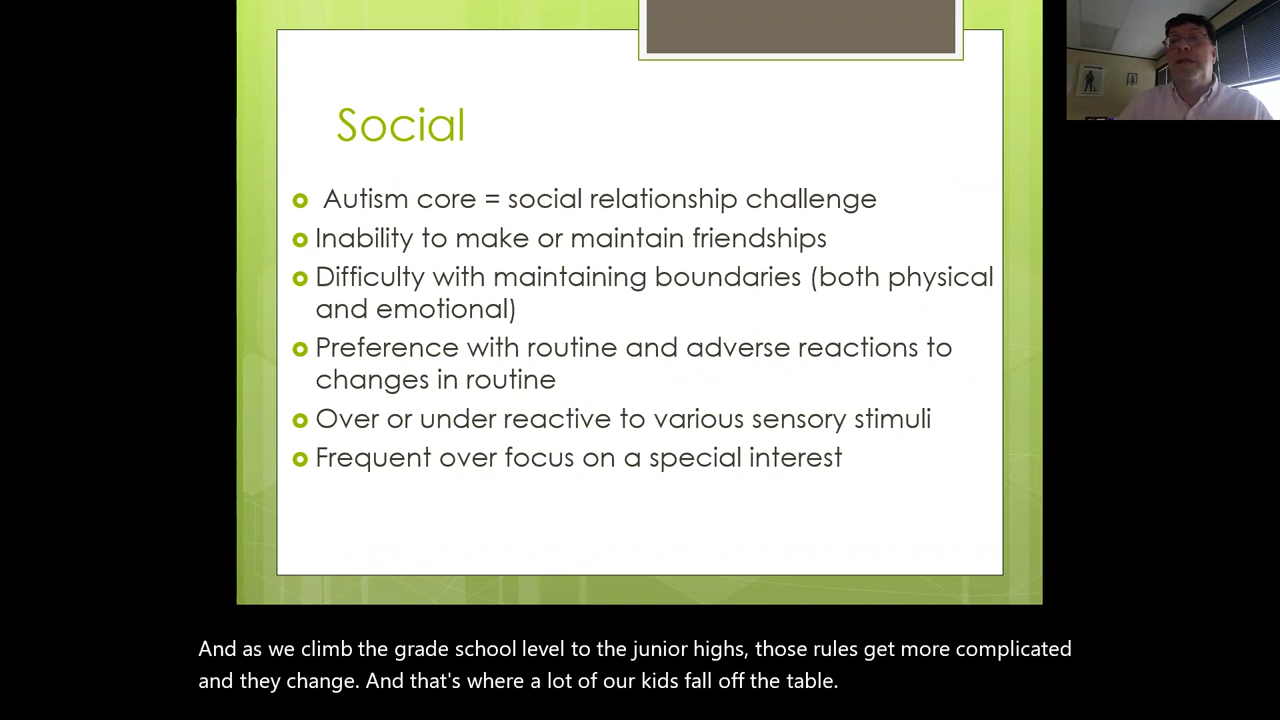 Social
Autism core = social relationship challenge
Inability to make or maintain friendships
Difficulty with maintaining boundaries (both physical
and emotional)
Preference with routine and adverse reactions to
changes in routine
Over or under reactive to various sensory stimuli
Frequent over focus on a special interest
And as we climb the grade school level to the junior highs, those rules get more complicated
and they change. And that's where a lot of our kids fall off the table.